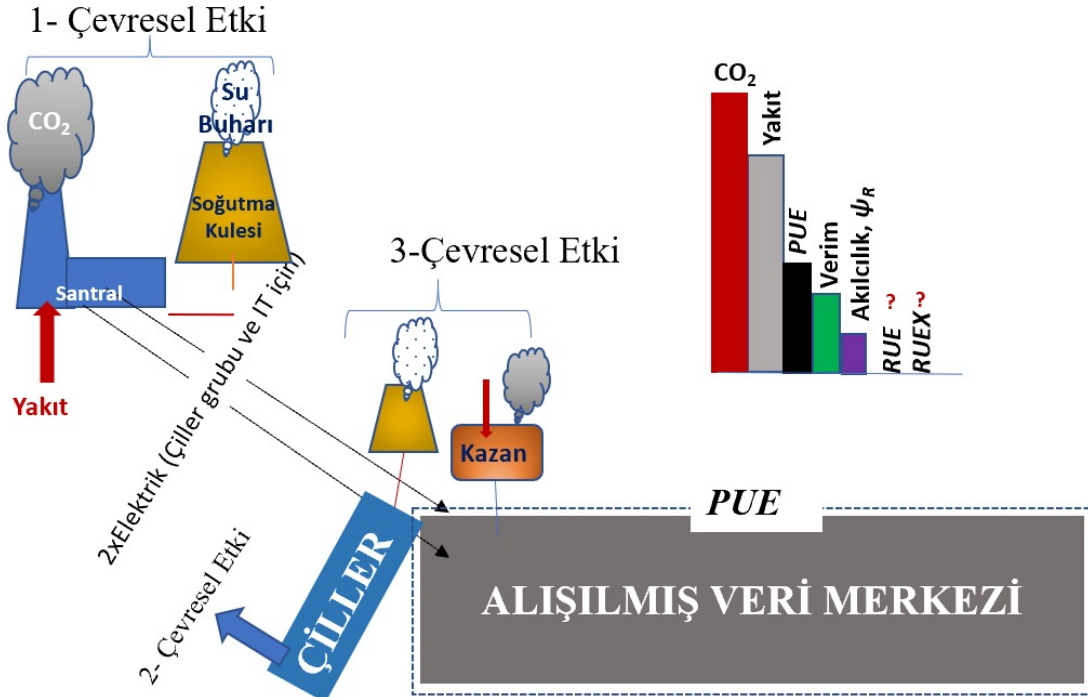 1- Çevresel Etki
CO₂
Su
Buharı
Soğutma
Kulesi
Santral
Yakıt
2xElektrik (Çiller grubu ve IT için)
3-Çevresel Etki
Kazan
2- Çevresel Etki
ÇİLLER
PUE
ALIŞILMIŞ VERİ MERKEZİ
CO₂
Yakıt
PUE
Verim
Akılcılık, ψR
RUE ?
RUEX ?